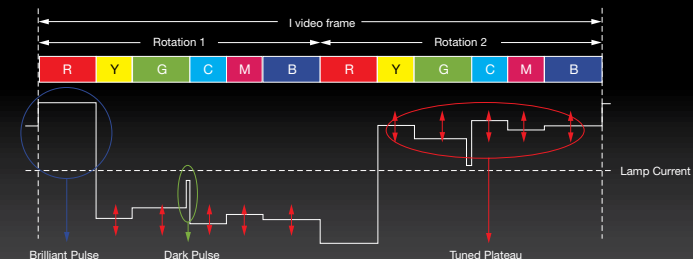 I video frame
Rotation 1 Rotation 2
R Y G C M B R Y G C M B
Lamp Current
Brilliant Pulse Dark Pulse Tuned Plateau